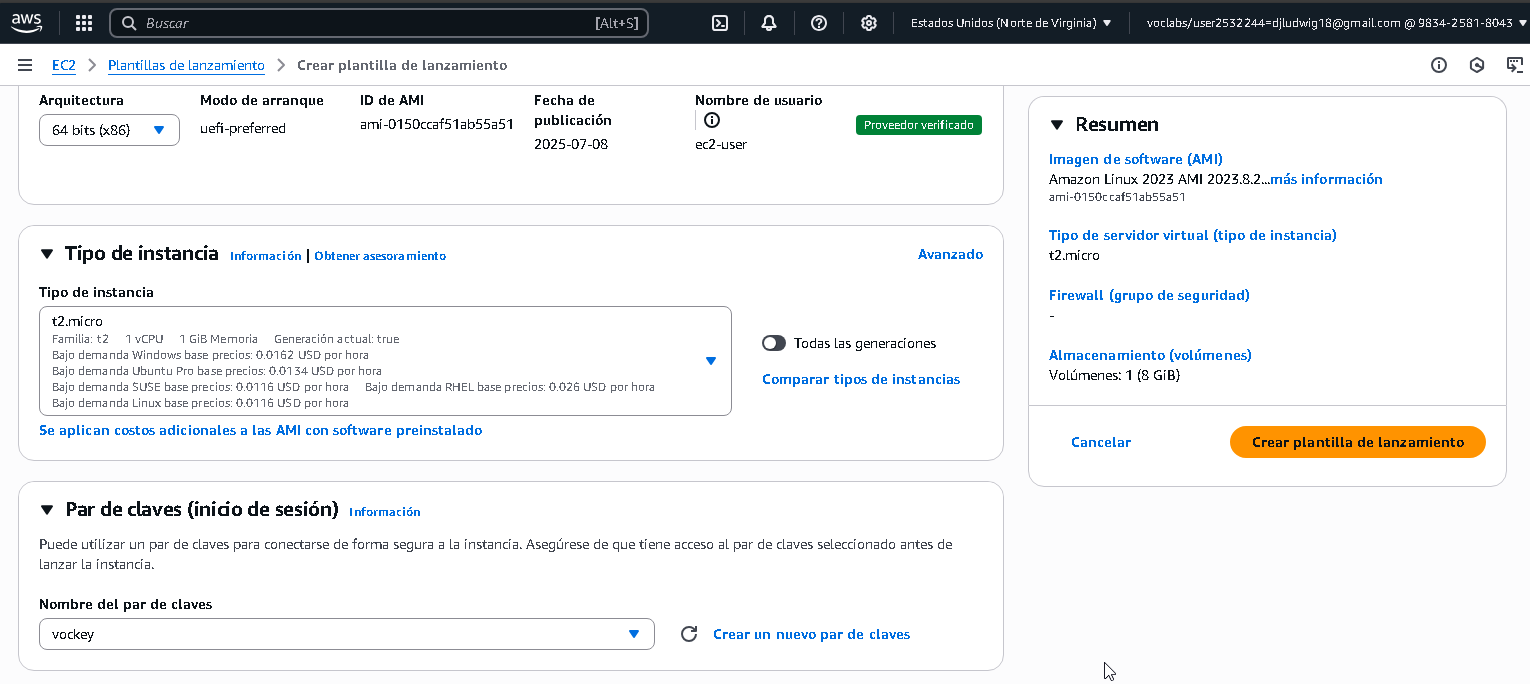 aws
Buscar
[Alt+S]
Estados Unidos (Norte de Virginia)
voclabs/user2532244=djludwig18@gmail.com @ 9834-2581-8043
EC2
Plantillas de lanzamiento
Crear plantilla de lanzamiento
Arquitectura
64 bits (x86)
Modo de arranque
uefi-preferred
ID de AMI
ami-0150ccaf51ab55a51
Fecha de
publicación
2025-07-08
Nombre de usuario
ec2-user
Proveedor verificado
Tipo de instancia
Información | Obtener asesoramiento
Avanzado
Tipo de instancia
t2.micro
Familia: t2 1 vCPU 1 GiB Memoria Generación actual: true
Bajo demanda Windows base precios: 0.0162 USD por hora
Bajo demanda Ubuntu Pro base precios: 0.0134 USD por hora
Bajo demanda SUSE base precios: 0.0116 USD por hora Bajo demanda RHEL base precios: 0.026 USD por hora
Bajo demanda Linux base precios: 0.0116 USD por hora
Todas las generaciones
Comparar tipos de instancias
Se aplican costos adicionales a las AMI con software preinstalado
Par de claves (inicio de sesión)
Información
Puede utilizar un par de claves para conectarse de forma segura a la instancia. Asegúrese de que tiene acceso al par de claves seleccionado antes de
lanzar la instancia.
Nombre del par de claves
vockey
Crear un nuevo par de claves
Resumen
Imagen de software (AMI)
Amazon Linux 2023 AMI 2023.8.2...más información
ami-0150ccaf51ab55a51
Tipo de servidor virtual (tipo de instancia)
t2.micro
Firewall (grupo de seguridad)
-
Almacenamiento (volúmenes)
Volúmenes: 1 (8 GiB)
Cancelar
Crear plantilla de lanzamiento